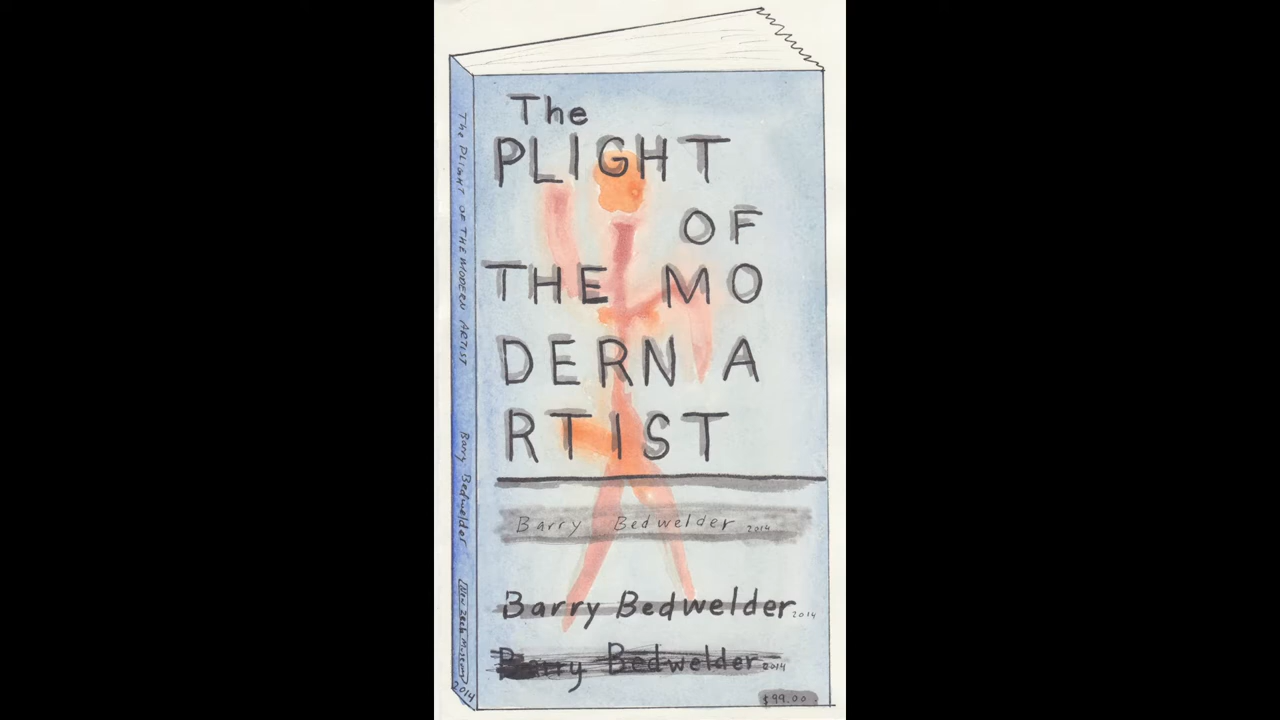 The
PLIGHT
OF
THE MO
DERN A
RTIST
Barry Bedwelder 2014
Barry Bedwelder 2014
Barry Bedwelder 2014
$99.00
The PLIGHT OF THE MODERN ARTIST Barry Bedwelder 2014